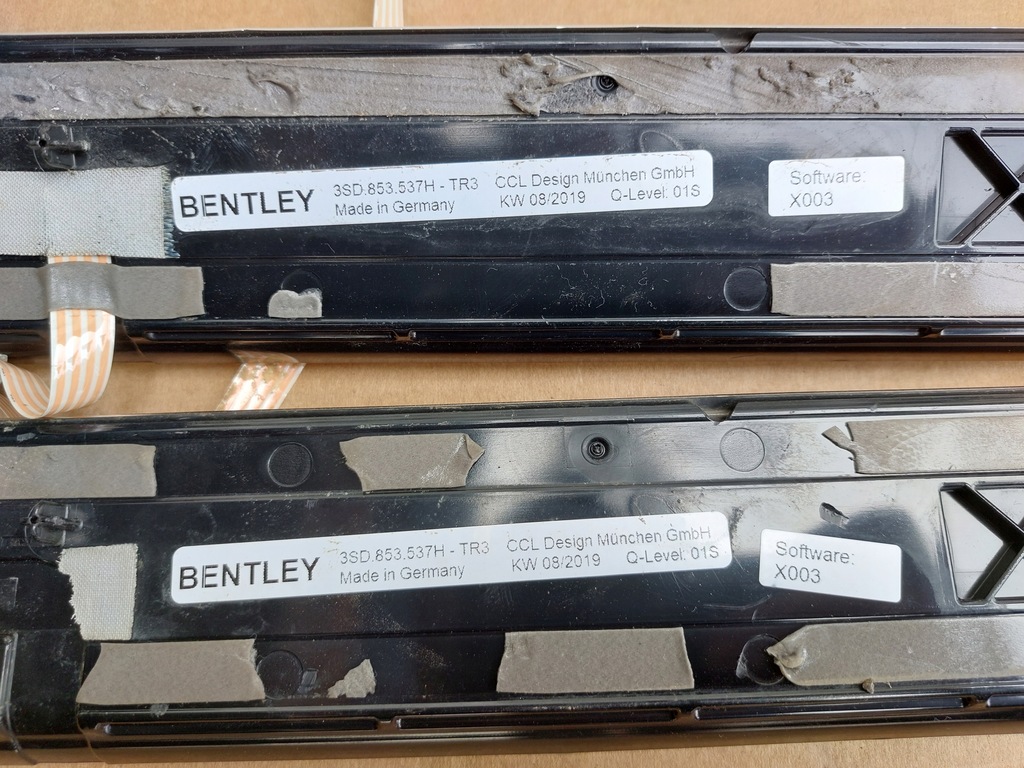 BENTLEY 3SD.853.537H - TR3 CCL Design München GmbH
Made in Germany KW 08/2019 Q-Level: 01S
Software:
X003
BENTLEY 3SD.853.537H - TR3 CCL Design München GmbH
Made in Germany KW 08/2019 Q-Level: 01S
Software:
X003